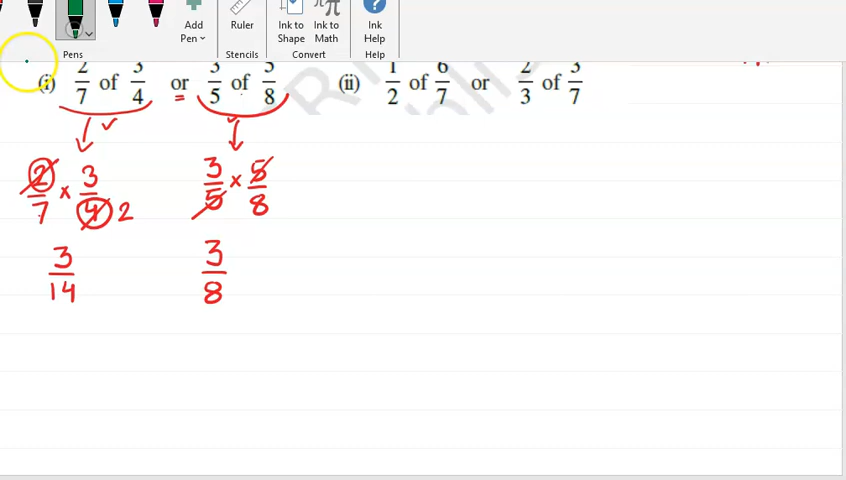 Add Pen Ruler Ink to Shape Ink to Math Ink Help
Pens Stencils Convert Help
(i) 2/7 of 3/4 or 3/5 of 5/8 (ii) 1/2 of 6/7 or 2/3 of 3/7
2/7 × 3/4 2 3/5 × 5/8
3/14 3/8